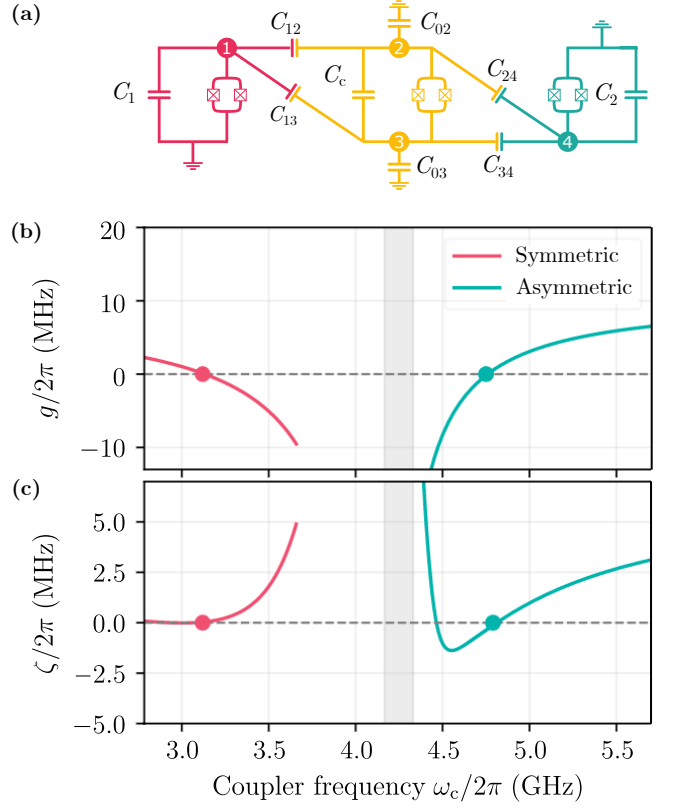 (a)
C₁₂ C₀₂
1 2
C₁ C_c C₂₄ C₂
C₁₃
3 4
C₀₃ C₃₄
(b)
20
10
0
−10
g/2π (MHz)
Symmetric
Asymmetric
(c)
5.0
2.5
0.0
−2.5
−5.0
ζ/2π (MHz)
3.0 3.5 4.0 4.5 5.0 5.5
Coupler frequency ω_c/2π (GHz)